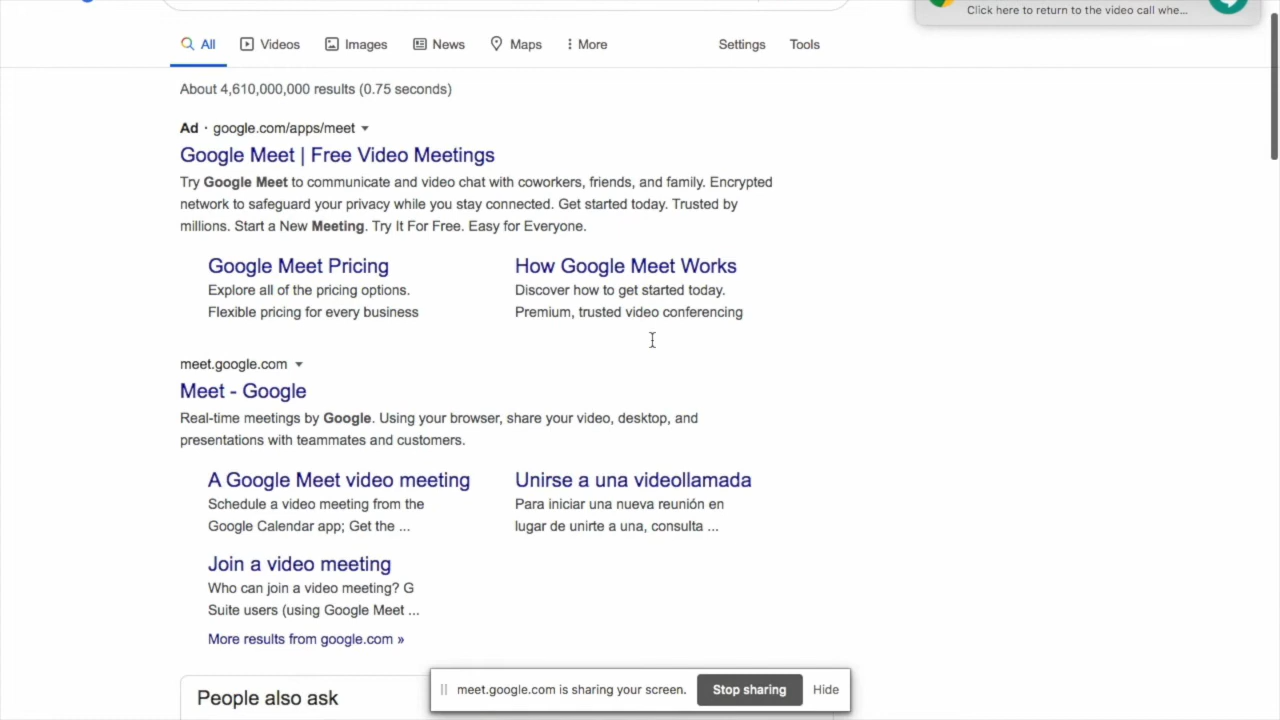 Click here to return to the video call whe...
All Videos Images News Maps More Settings Tools
About 4,610,000,000 results (0.75 seconds)
Ad · google.com/apps/meet
Google Meet | Free Video Meetings
Try Google Meet to communicate and video chat with coworkers, friends, and family. Encrypted
network to safeguard your privacy while you stay connected. Get started today. Trusted by
millions. Start a New Meeting. Try It For Free. Easy for Everyone.
Google Meet Pricing
Explore all of the pricing options.
Flexible pricing for every business
How Google Meet Works
Discover how to get started today.
Premium, trusted video conferencing
meet.google.com
Meet - Google
Real-time meetings by Google. Using your browser, share your video, desktop, and
presentations with teammates and customers.
A Google Meet video meeting
Schedule a video meeting from the
Google Calendar app; Get the ...
Unirse a una videollamada
Para iniciar una nueva reunión en
lugar de unirte a una, consulta ...
Join a video meeting
Who can join a video meeting? G
Suite users (using Google Meet ...
More results from google.com »
People also ask
meet.google.com is sharing your screen. Stop sharing Hide